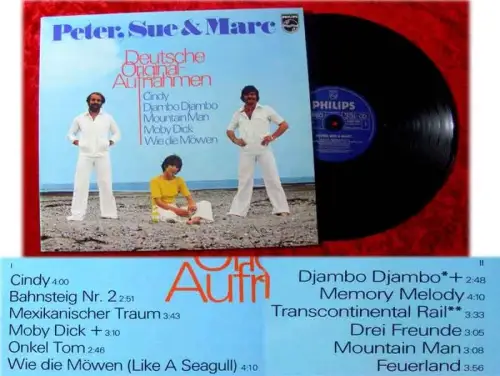 Peter, Sue & Marc
PHILIPS
Deutsche
Original-
Aufnahmen
Cindy
Djambo Djambo
Mountain Man
Moby Dick
Wie die Möwen
PHILIPS
Aufn
I
Cindy 4:00
Bahnsteig Nr. 2 2:51
Mexikanischer Traum 3:43
Moby Dick + 3:10
Onkel Tom 2:46
Wie die Möwen (Like A Seagull) 4:10
II
Djambo Djambo*+ 2:48
Memory Melody 4:10
Transcontinental Rail** 3:33
Drei Freunde 5:05
Mountain Man 3:08
Feuerland 3:56